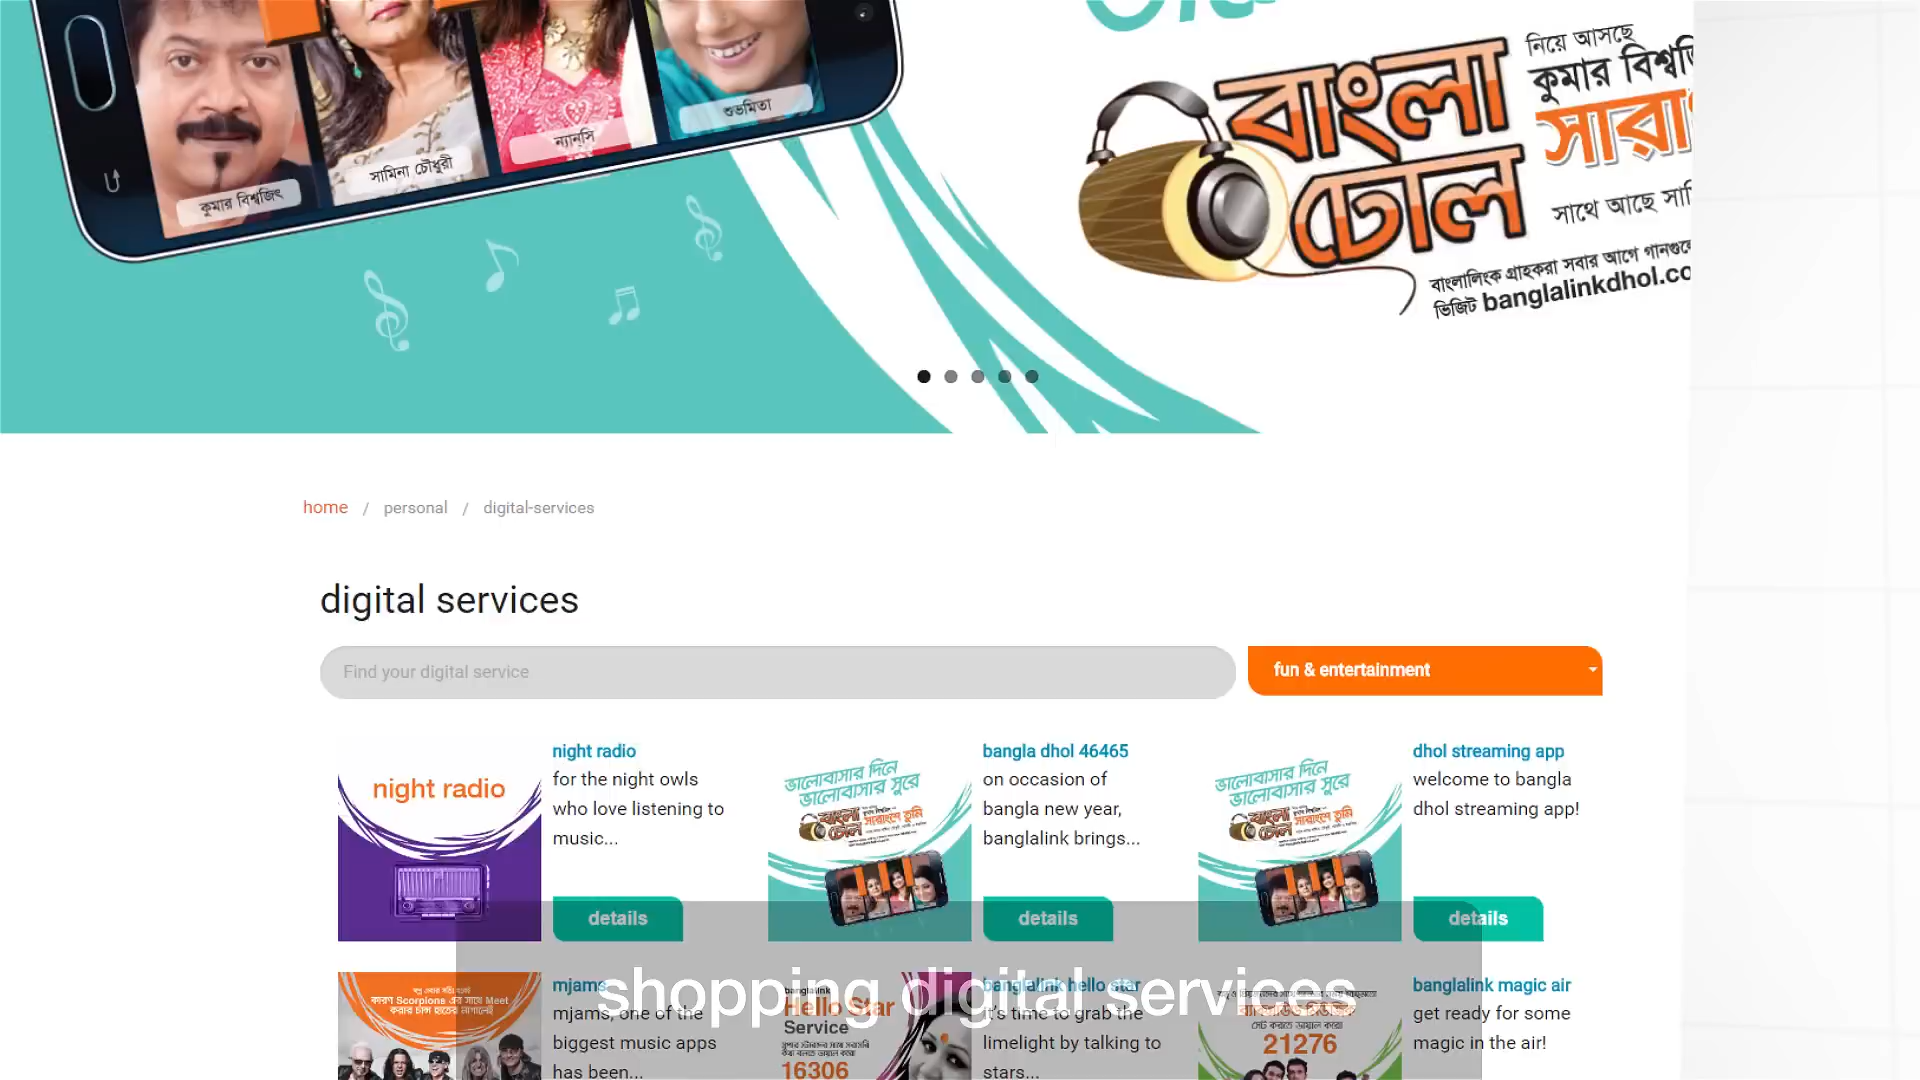 কুমার বিশ্বজিৎ
সামিনা চৌধুরী
ন্যান্সি
শুভমিতা
বাংলা
ঢোল
নিয়ে আসছে
কুমার
সাথে আছে
বাংলালিংক গ্রাহকরা সবার আগে
ভিজিট banglalinkdhol.co
home / personal / digital-services
digital services
Find your digital service
fun & entertainment
night radio
night radio
for the night owls
who love listening to
music...
details
ভালোবাসার দিনে
ভালোবাসার সুরে
বাংলা
ঢোল
সারাংশে তুমি
bangla dhol 46465
on occasion of
bangla new year,
banglalink brings...
details
ভালোবাসার দিনে
ভালোবাসার সুরে
বাংলা
ঢোল
সারাংশে তুমি
dhol streaming app
welcome to bangla
dhol streaming app!
details
কারণ Scorpions এর সাথে Meet
mjams
mjams, one of the
biggest music apps
has been...
banglalink
Hello Star
Service
16306
banglalink hello star
it's time to grab the
limelight by talking to
stars...
21276
banglalink magic air
get ready for some
magic in the air!
shopping digital services